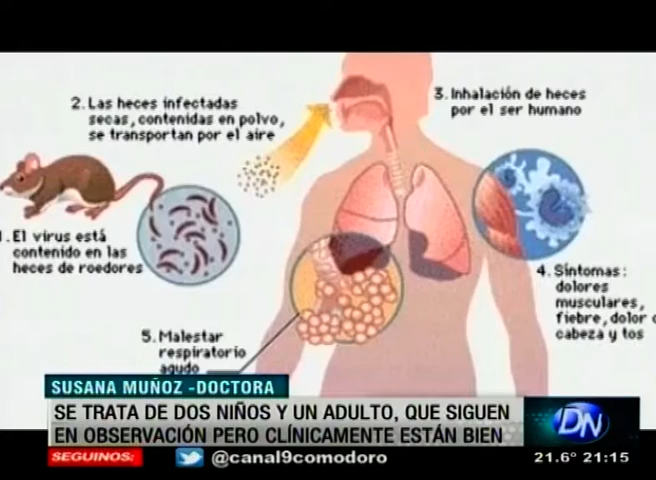 2. Las heces infectadas
secas, contenidas en polvo,
se transportan por el aire
3. Inhalación de heces
por el ser humano
1. El virus está
contenido en las
heces de roedores
4. Síntomas:
dolores
musculares,
fiebre, dolor
cabeza y tos
5. Malestar
respiratorio
agudo
SUSANA MUÑOZ -DOCTORA
SE TRATA DE DOS NIÑOS Y UN ADULTO, QUE SIGUEN
EN OBSERVACIÓN PERO CLÍNICAMENTE ESTÁN BIEN
DN
SEGUINOS: @canal9comodoro 21.6° 21:15